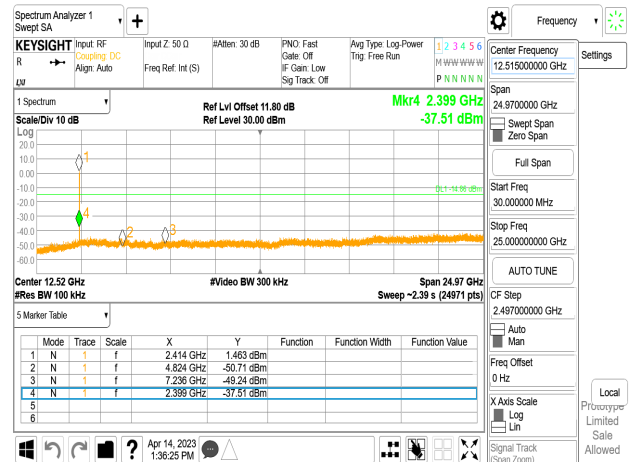 Spectrum Analyzer 1
Swept SA
Frequency
KEYSIGHT
R
Input: RF
Coupling: DC
Align: Auto
Input Z: 50 Ω
Freq Ref: Int (S)
#Atten: 30 dB
PNO: Fast
Gate: Off
IF Gain: Low
Sig Track: Off
Avg Type: Log-Power
Trig: Free Run
1 2 3 4 5 6
M W W W W W
P N N N N N
1 Spectrum
Scale/Div 10 dB
Ref Lvl Offset 11.80 dB
Ref Level 30.00 dBm
Mkr4 2.399 GHz
-37.51 dBm
Log
20.0
10.0
0.00
-10.0
-20.0
-30.0
-40.0
-50.0
-60.0
1
2
3
4
Center 12.52 GHz
#Res BW 100 kHz
#Video BW 300 kHz
Span 24.97 GHz
Sweep ~2.39 s (24971 pts)
5 Marker Table
Mode Trace Scale X Y Function Function Width Function Value
1 N 1 f 2.414 GHz 1.463 dBm
2 N 1 f 4.824 GHz -50.71 dBm
3 N 1 f 7.236 GHz -49.24 dBm
4 N 1 f 2.399 GHz -37.51 dBm
5
6
?
Apr 14, 2023
1:36:25 PM
Center Frequency
12.515000000 GHz
Span
24.9700000 GHz
Swept Span
Zero Span
Full Span
Start Freq
30.000000 MHz
Stop Freq
25.000000000 GHz
AUTO TUNE
CF Step
2.497000000 GHz
Auto
Man
Freq Offset
0 Hz
X Axis Scale
Log
Lin
Signal Track
(Span Zoom)
Settings
Local
Prototype
Limited
Sale
Allowed